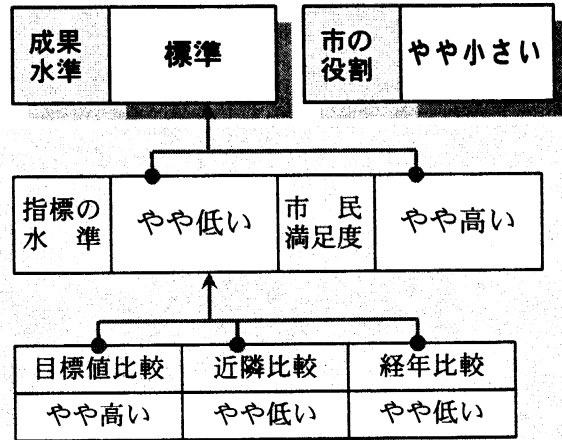 成果水準 標準 市の役割 やや小さい
指標の水準 やや低い 市民満足度 やや高い
目標値比較 近隣比較 経年比較
やや高い やや低い やや低い